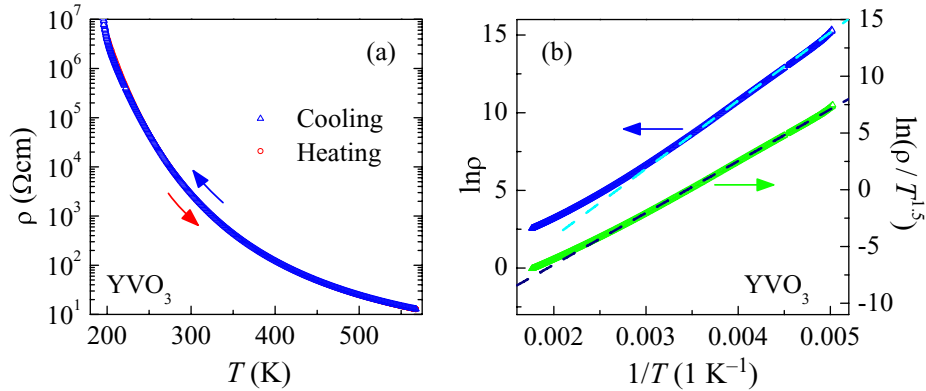 10^7
10^6
10^5
10^4
10^3
10^2
10^1
ρ (Ωcm)
(a)
Cooling
Heating
YVO_3
200
300
400
500
T (K)
15
10
5
0
lnρ
(b)
YVO_3
0.002
0.003
0.004
0.005
1/T (1 K^{-1})
15
10
5
0
-5
-10
ln(ρ / T^{1.5})